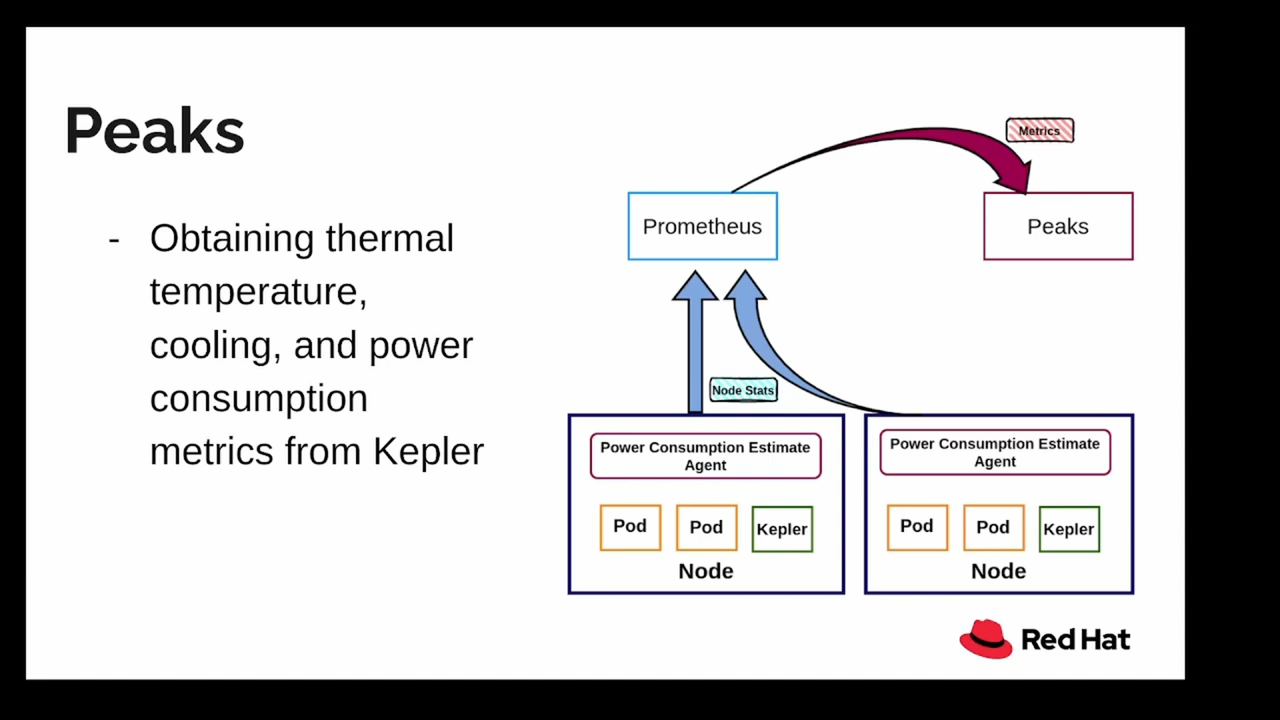 Peaks
- Obtaining thermal
temperature,
cooling, and power
consumption
metrics from Kepler
Metrics
Prometheus
Peaks
Node Stats
Power Consumption Estimate
Agent
Pod
Pod
Kepler
Node
Power Consumption Estimate
Agent
Pod
Pod
Kepler
Node
Red Hat